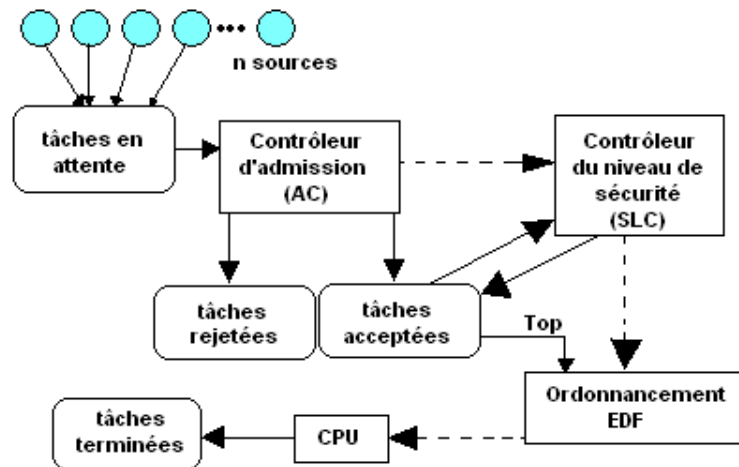 n sources
tâches en
attente
Contrôleur
d'admission
(AC)
Contrôleur
du niveau de
sécurité
(SLC)
tâches
rejetées
tâches
acceptées
Top
Ordonnancement
EDF
CPU
tâches
terminées